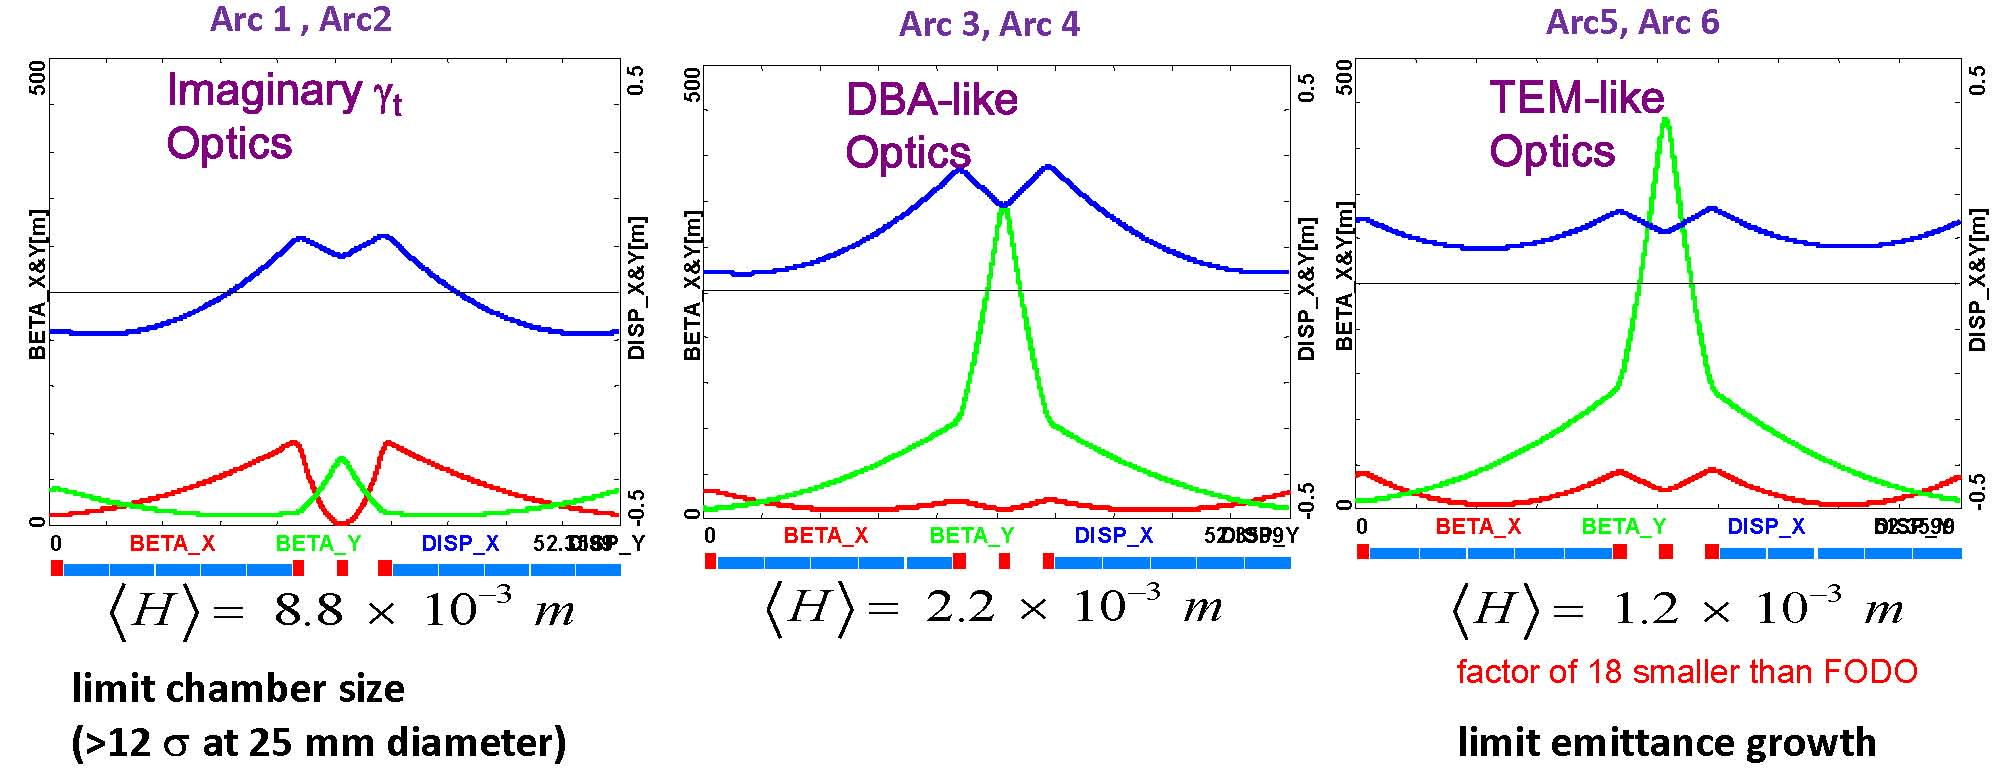 Arc 1 , Arc2
Imaginary γt
Optics
500
0.5
BETA_X&Y[m]
DISP_X&Y[m]
0
-0.5
0
BETA_X
BETA_Y
DISP_X
DISP_Y
⟨H⟩ = 8.8 × 10⁻³ m
limit chamber size
(>12 σ at 25 mm diameter)
Arc 3, Arc 4
DBA-like
Optics
500
0.5
BETA_X&Y[m]
DISP_X&Y[m]
0
-0.5
0
BETA_X
BETA_Y
DISP_X
DISP_Y
⟨H⟩ = 2.2 × 10⁻³ m
Arc5, Arc 6
TEM-like
Optics
500
0.5
BETA_X&Y[m]
DISP_X&Y[m]
0
-0.5
0
BETA_X
BETA_Y
DISP_X
DISP_Y
⟨H⟩ = 1.2 × 10⁻³ m
factor of 18 smaller than FODO
limit emittance growth